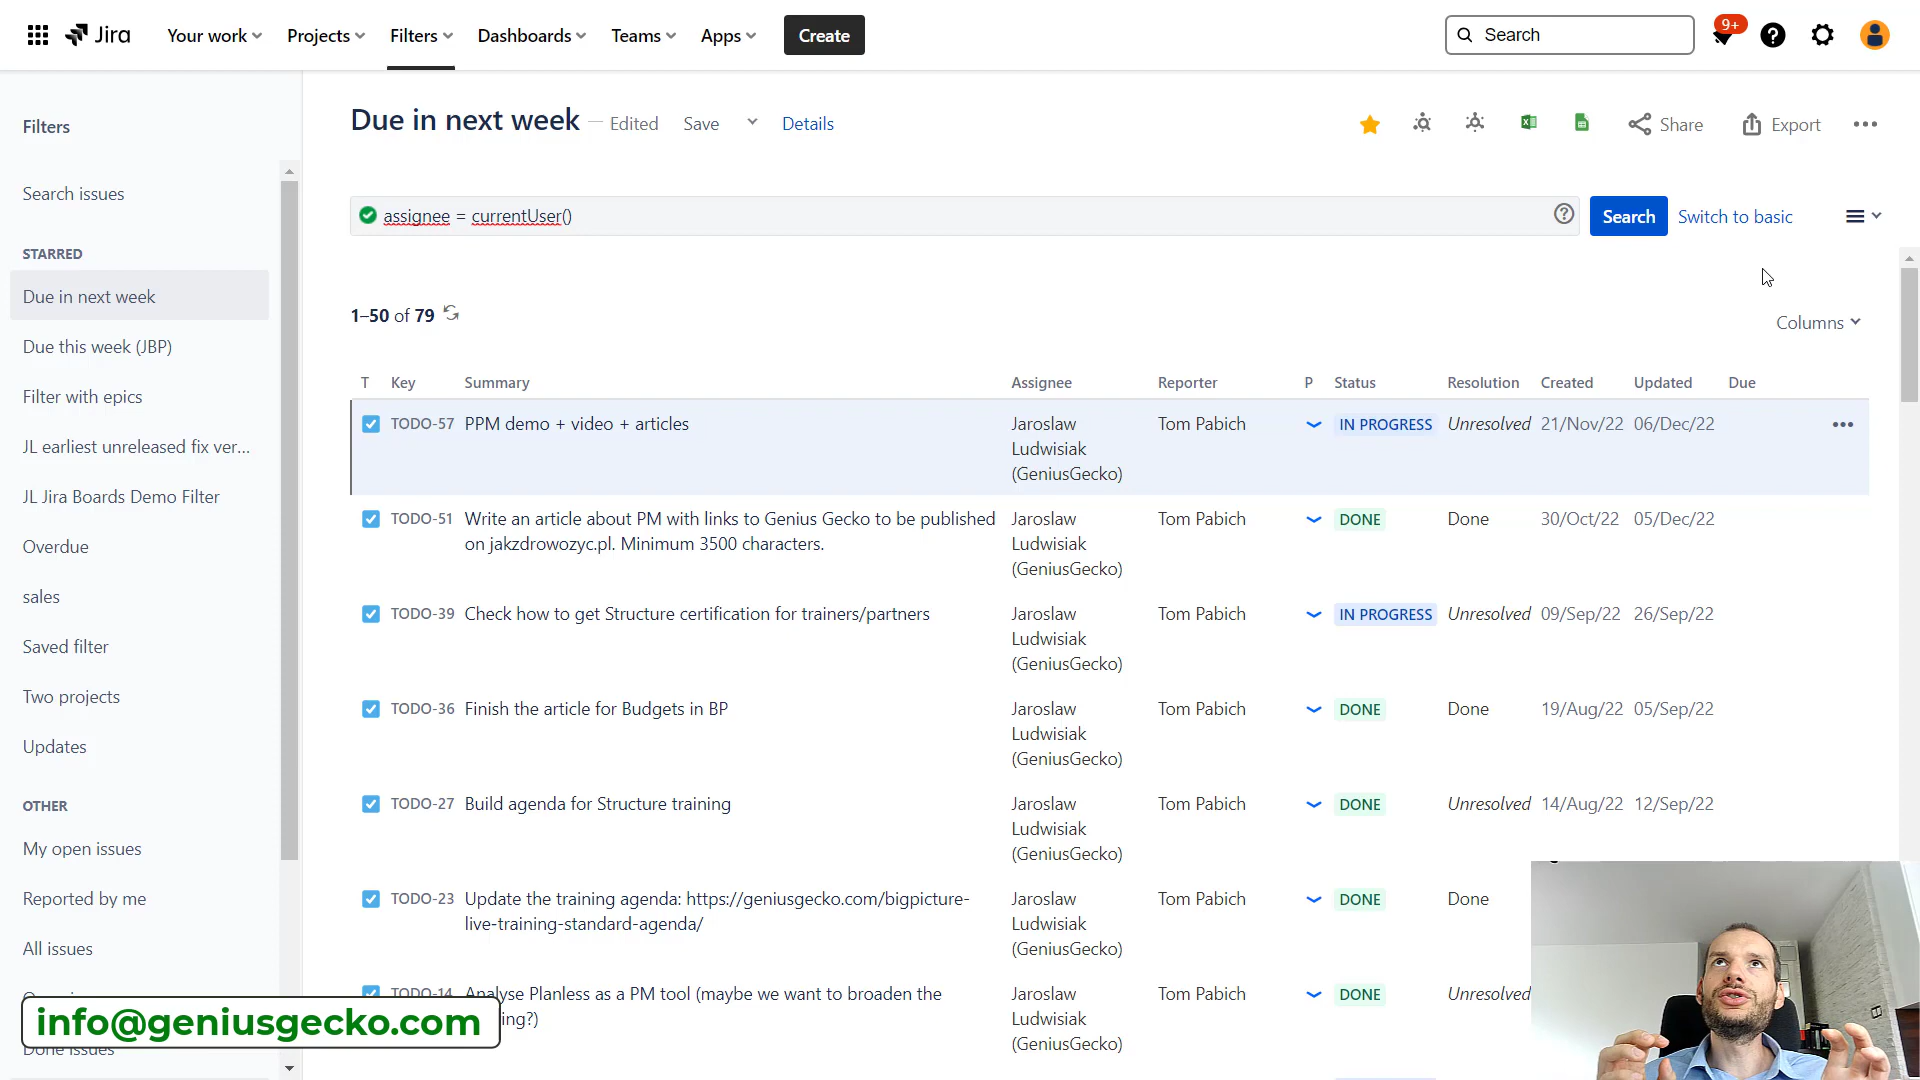 Jira
Your work
Projects
Filters
Dashboards
Teams
Apps
Create
Search
9+
Filters
Search issues
STARRED
Due in next week
Due this week (JBP)
Filter with epics
JL earliest unreleased fix ver...
JL Jira Boards Demo Filter
Overdue
sales
Saved filter
Two projects
Updates
OTHER
My open issues
Reported by me
All issues
Done issues
info@geniusgecko.com
Due in next week
Edited
Save
Details
Share
Export
assignee = currentUser()
Search
Switch to basic
1–50 of 79
Columns
T Key Summary Assignee Reporter P Status Resolution Created Updated Due
TODO-57 PPM demo + video + articles Jaroslaw Tom Pabich IN PROGRESS Unresolved 21/Nov/22 06/Dec/22
Ludwisiak
(GeniusGecko)
TODO-51 Write an article about PM with links to Genius Gecko to be published Jaroslaw Tom Pabich DONE Done 30/Oct/22 05/Dec/22
on jakzdrowozyc.pl. Minimum 3500 characters. Ludwisiak
(GeniusGecko)
TODO-39 Check how to get Structure certification for trainers/partners Jaroslaw Tom Pabich IN PROGRESS Unresolved 09/Sep/22 26/Sep/22
Ludwisiak
(GeniusGecko)
TODO-36 Finish the article for Budgets in BP Jaroslaw Tom Pabich DONE Done 19/Aug/22 05/Sep/22
Ludwisiak
(GeniusGecko)
TODO-27 Build agenda for Structure training Jaroslaw Tom Pabich DONE Unresolved 14/Aug/22 12/Sep/22
Ludwisiak
(GeniusGecko)
TODO-23 Update the training agenda: https://geniusgecko.com/bigpicture- Jaroslaw Tom Pabich DONE Done
live-training-standard-agenda/ Ludwisiak
(GeniusGecko)
TODO-14 Analyse Planless as a PM tool (maybe we want to broaden the Jaroslaw Tom Pabich DONE Unresolved
ing?) Ludwisiak
(GeniusGecko)